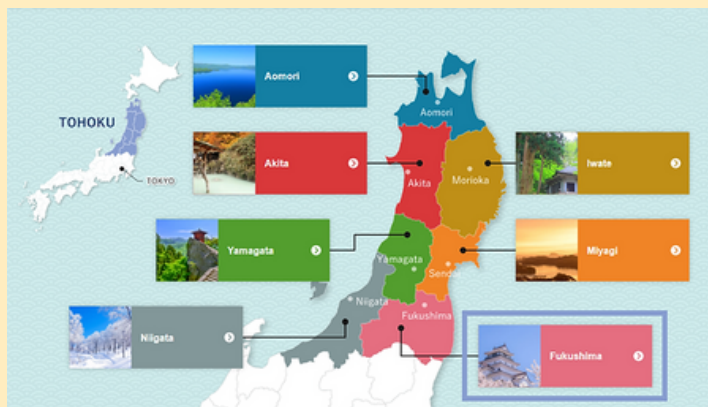 Aomori
Aomori
TOHOKU
TOKYO
Akita
Akita
Iwate
Morioka
Yamagata
Yamagata
Miyagi
Sendai
Niigata
Niigata
Fukushima
Fukushima